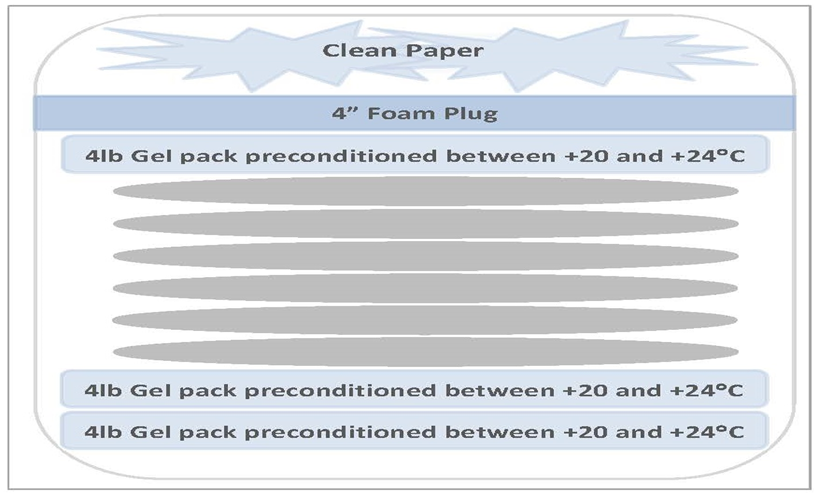 Clean Paper
4” Foam Plug
4lb Gel pack preconditioned between +20 and +24°C
4lb Gel pack preconditioned between +20 and +24°C
4lb Gel pack preconditioned between +20 and +24°C